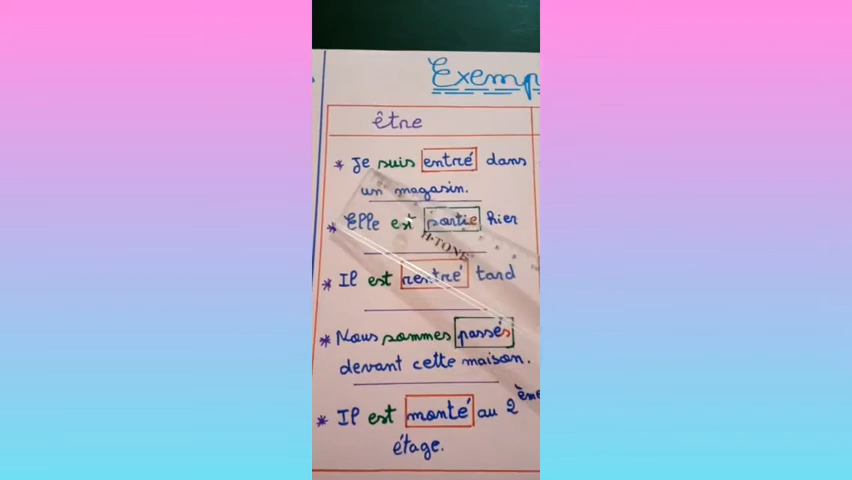 Exemp
être
* Je suis entré dans
un magasin.
* Elle est partie hier
H-TONE
* Il est rentré tard
* Nous sommes passés
devant cette maison.
* Il est monté au 2ème
étage.